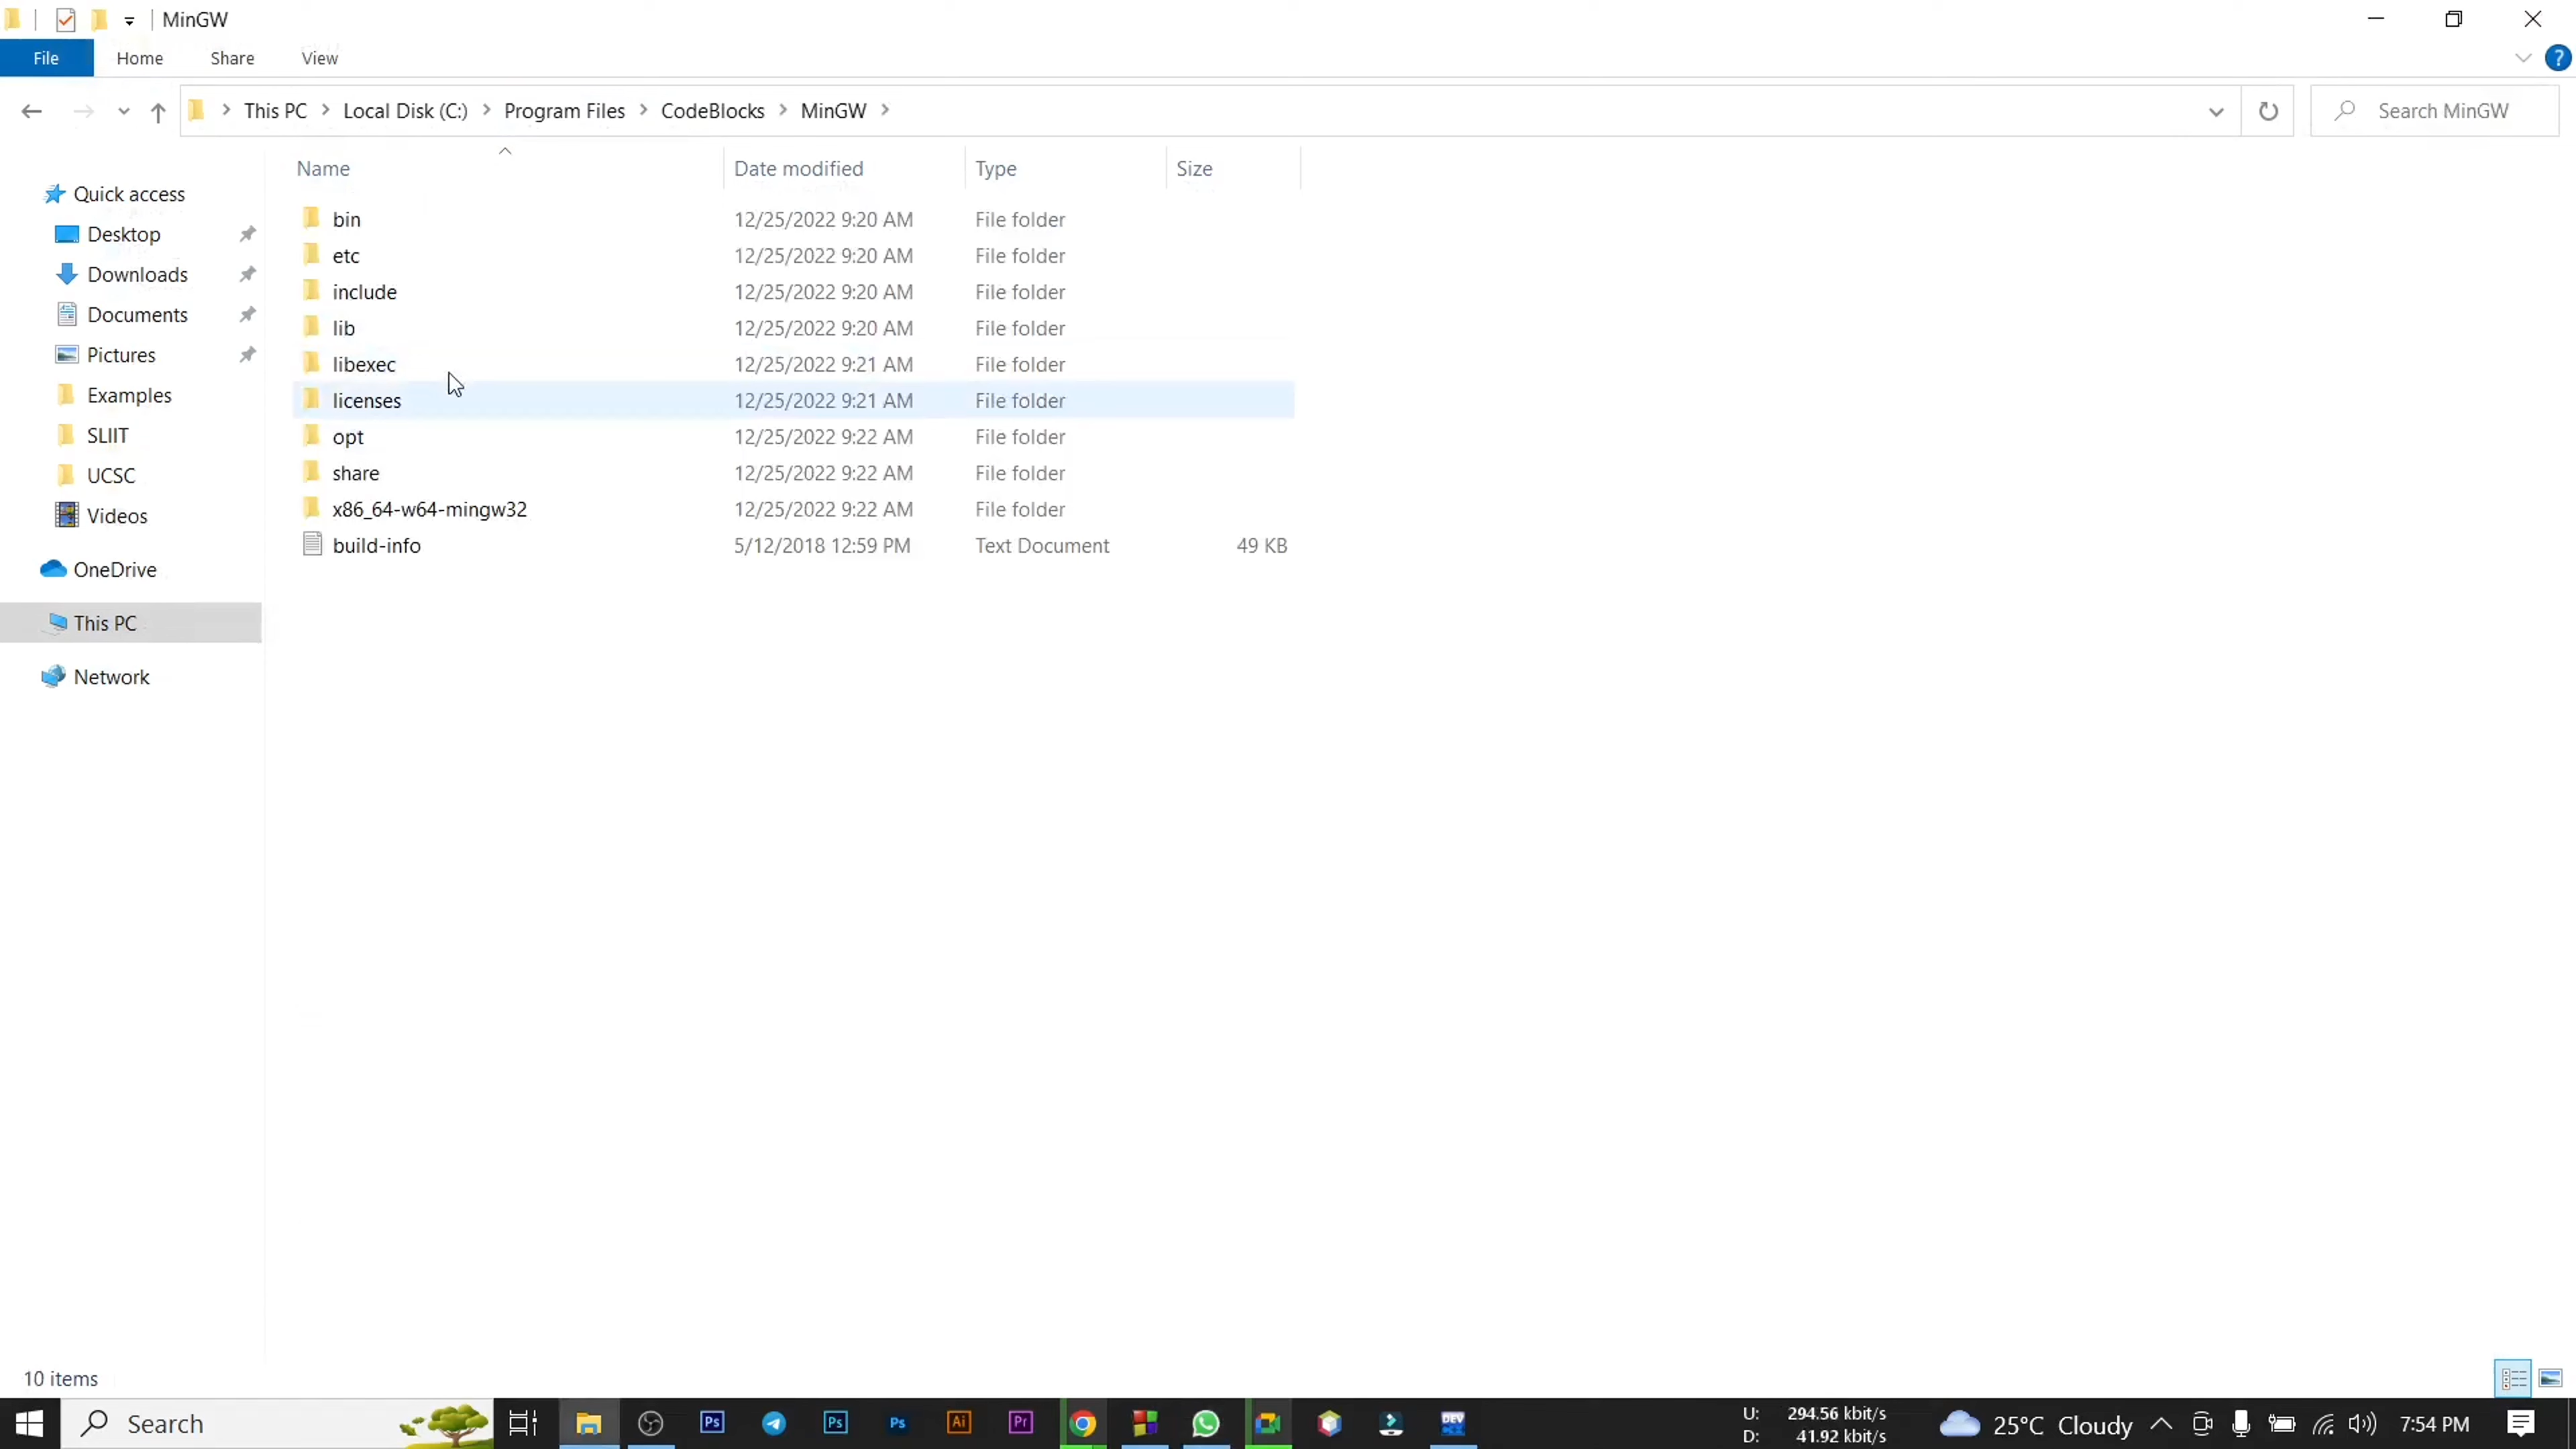 MinGW
File Home Share View
This PC Local Disk (C:) Program Files CodeBlocks MinGW
Search MinGW
Name Date modified Type Size
Quick access
Desktop
Downloads
Documents
Pictures
Examples
SLIIT
UCSC
Videos
OneDrive
This PC
Network
bin 12/25/2022 9:20 AM File folder
etc 12/25/2022 9:20 AM File folder
include 12/25/2022 9:20 AM File folder
lib 12/25/2022 9:20 AM File folder
libexec 12/25/2022 9:21 AM File folder
licenses 12/25/2022 9:21 AM File folder
opt 12/25/2022 9:22 AM File folder
share 12/25/2022 9:22 AM File folder
x86_64-w64-mingw32 12/25/2022 9:22 AM File folder
build-info 5/12/2018 12:59 PM Text Document 49 KB
10 items
Search
Ps
Ps
Ps
Ai
Pr
DEV
U: 294.56 kbit/s
D: 41.92 kbit/s
25°C Cloudy
7:54 PM